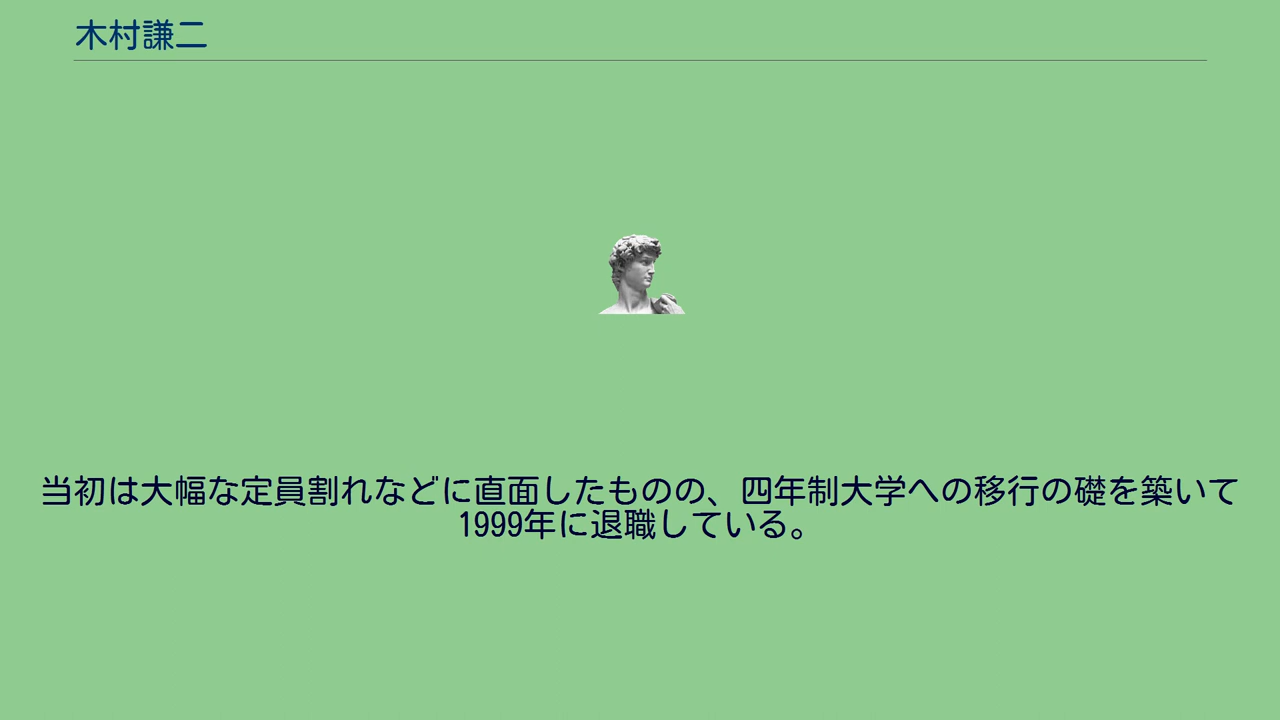 木村謙二
当初は大幅な定員割れなどに直面したものの、四年制大学への移行の礎を築いて
1999年に退職している。